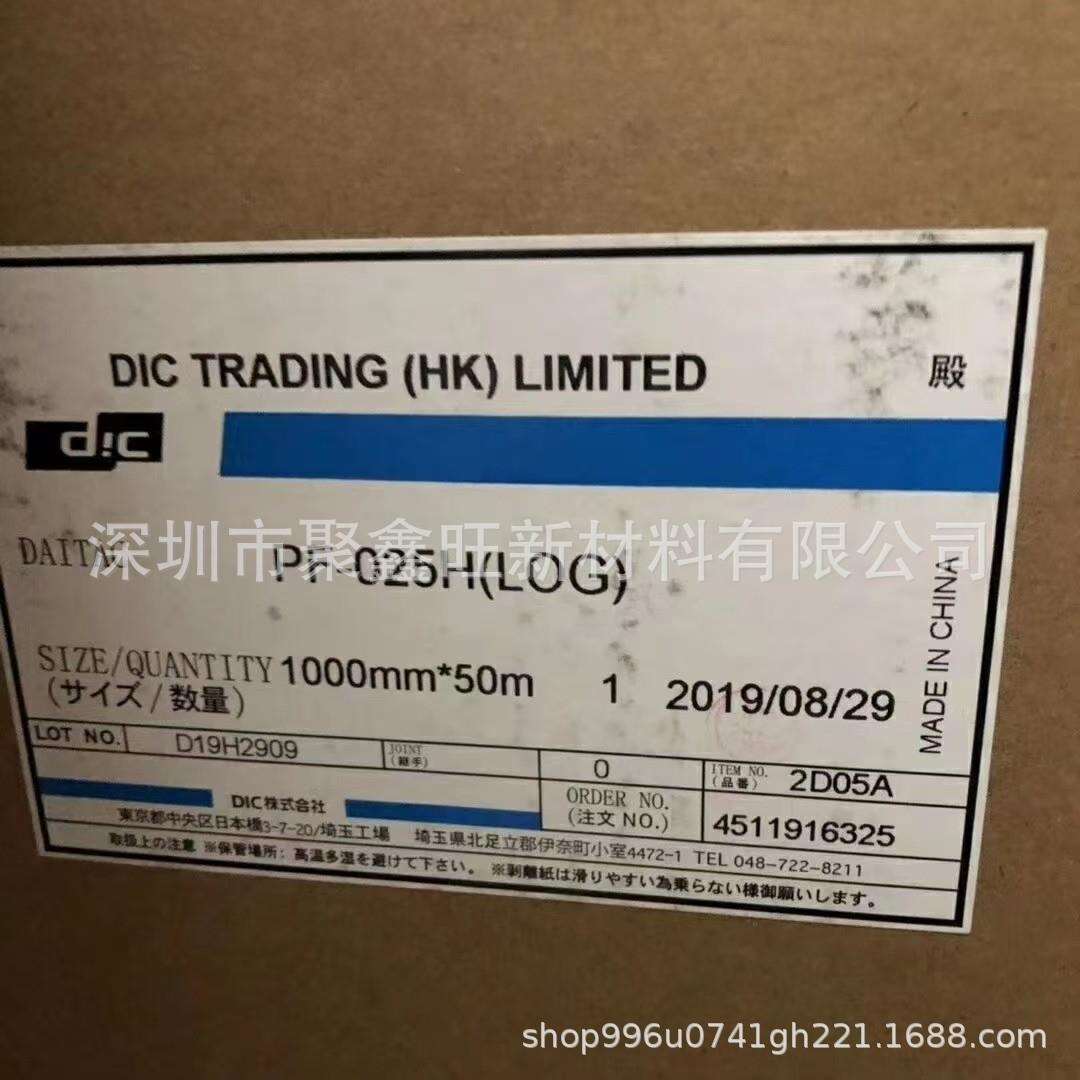 DIC TRADING (HK) LIMITED 殿
dic
深圳市聚鑫旺新材料有限公司
DAITAC PF-025H(LOG)
MADE IN CHINA
SIZE/QUANTITY 1000mm*50m 1 2019/08/29
(サイズ/数量)
LOT NO. D19H2909 JOINT (継手) 0 ITEM NO. (品番) 2D05A
DIC株式会社 ORDER NO. (注文 NO.) 4511916325
東京都中央区日本橋3-7-20/埼玉工場 埼玉県北足立郡伊奈町小室4472-1 TEL 048-722-8211
取扱上の注意 ※保管場所:高温多湿を避けて下さい。 ※剥離紙は滑りやすい為乗らない様御願いします。
shop996u0741gh221.1688.com